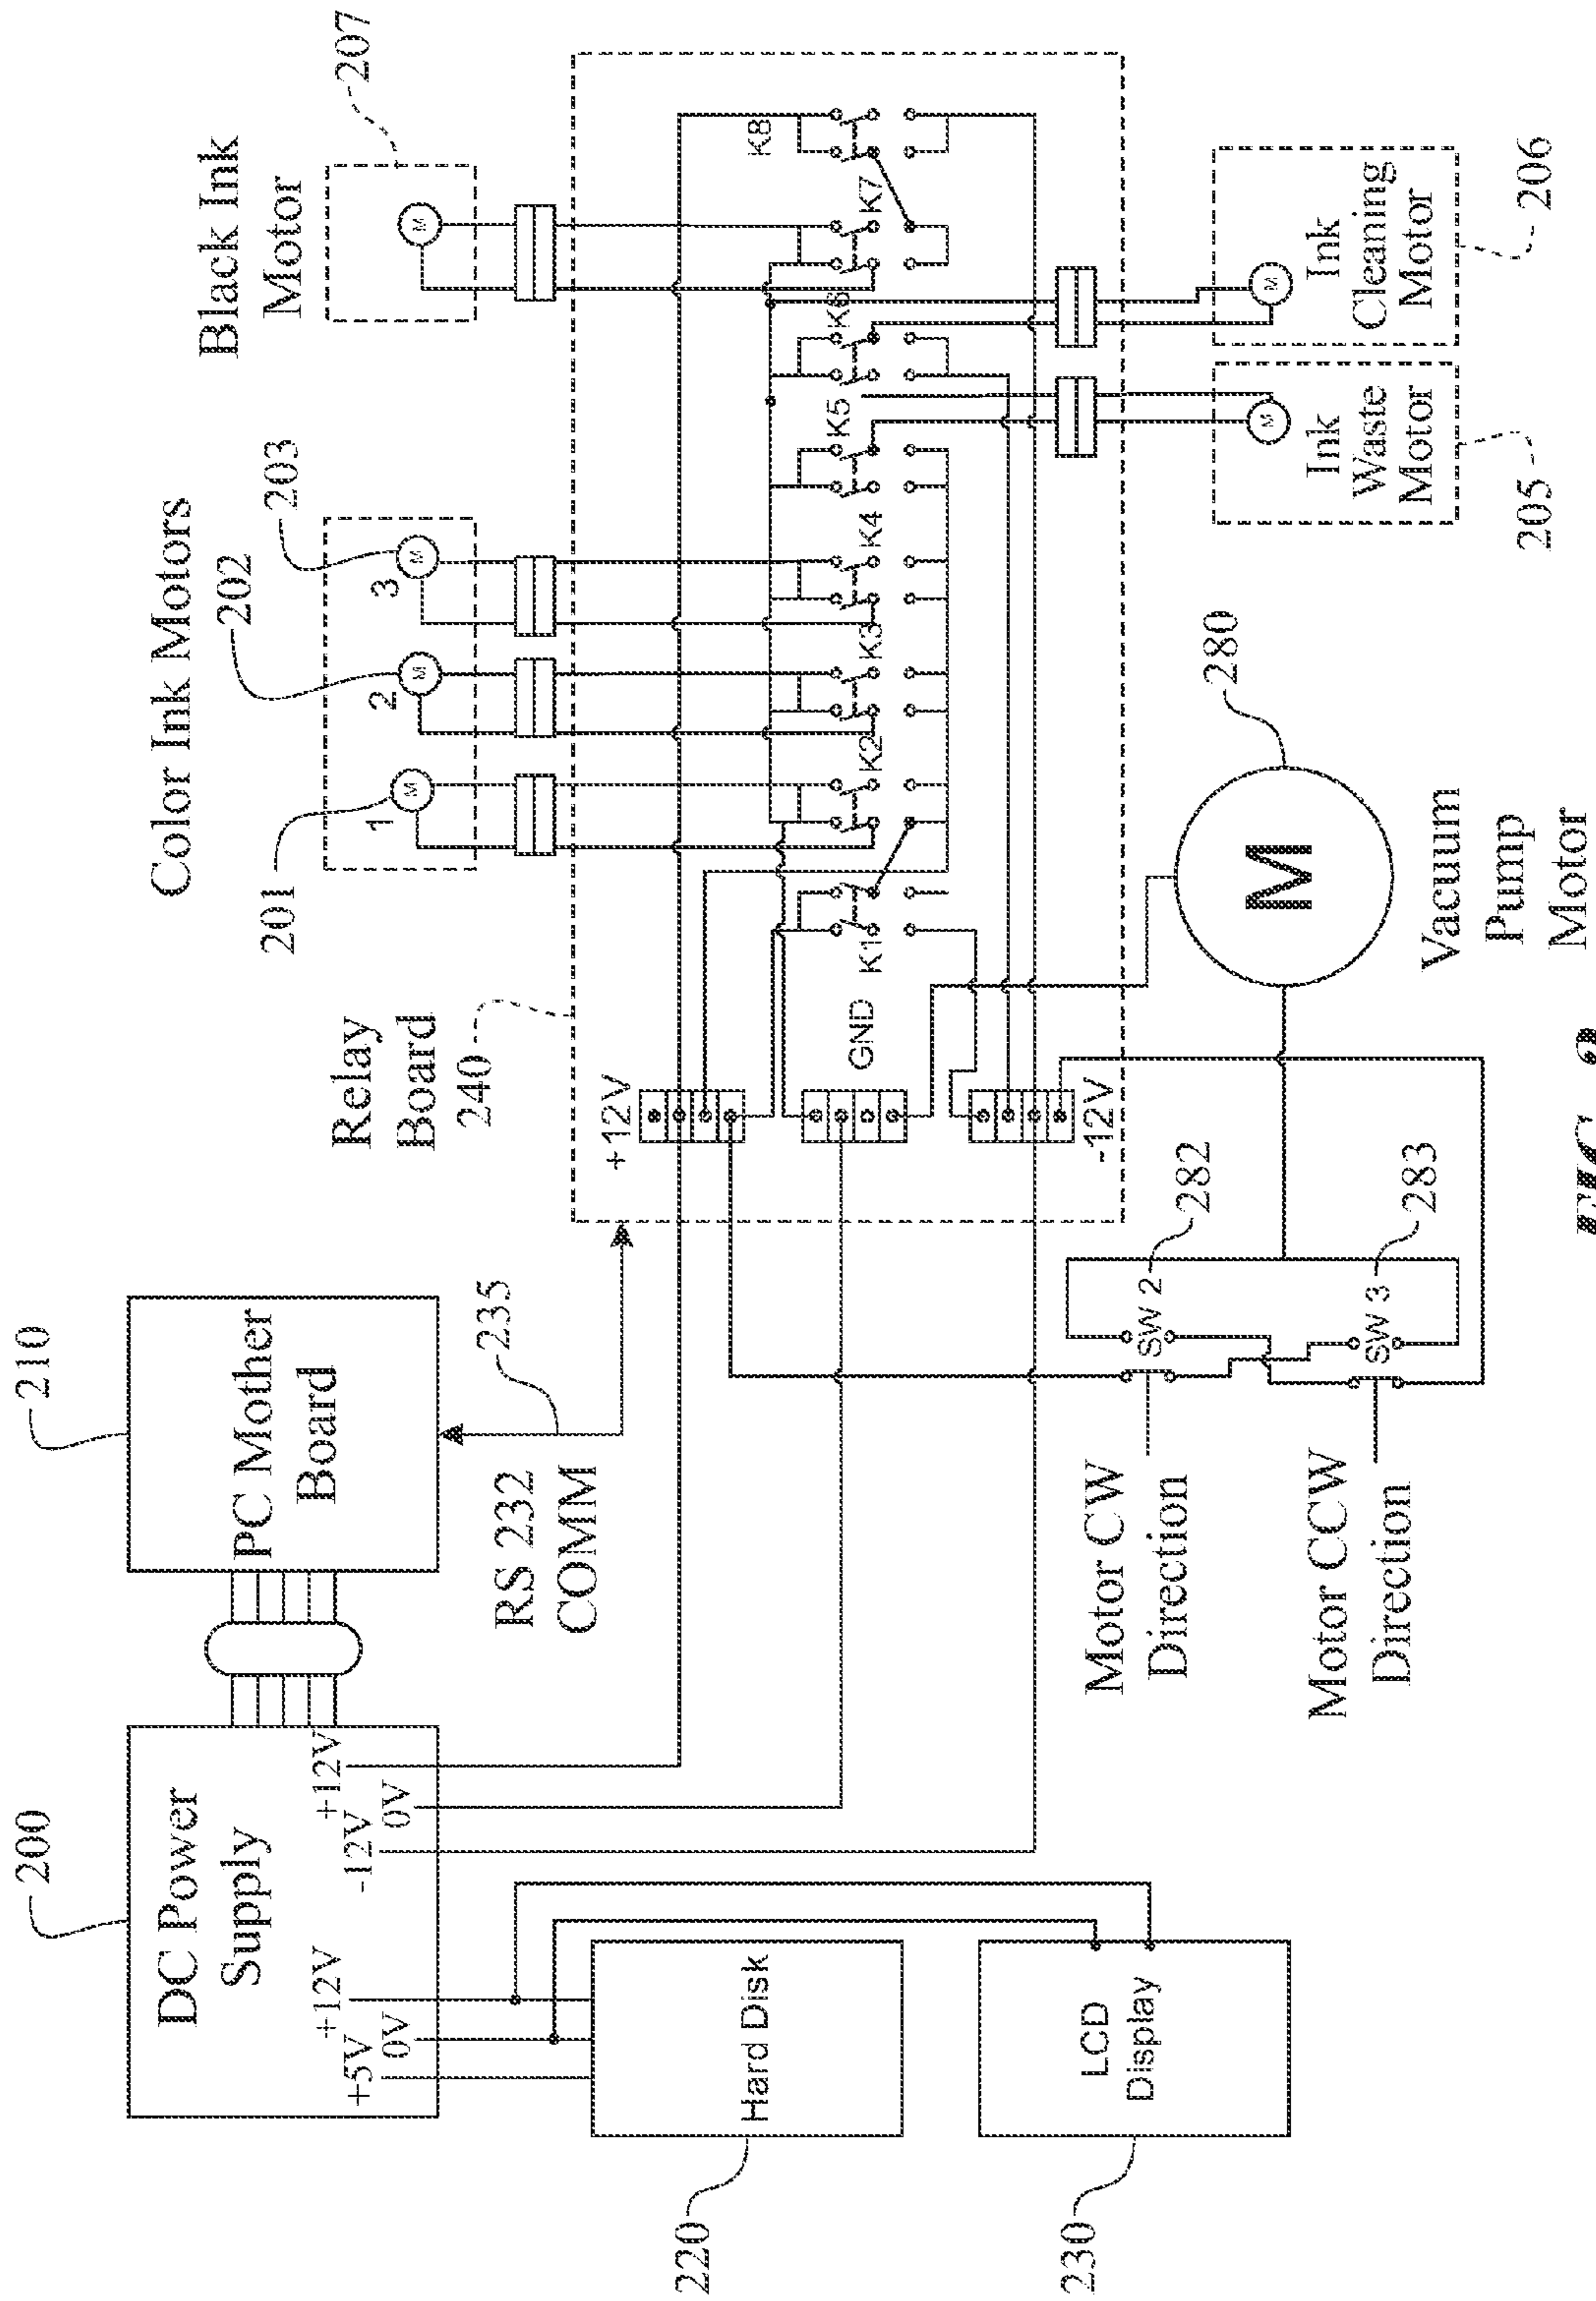 200
DC Power
Supply
+12V
+5V
0V
+12V
-12V
0V
210
PC Mother
Board
RS 232
COMM
235
220
Hard Disk
230
LCD
Display
Relay
Board
240
+12V
GND
-12V
K1
K2
K3
K4
K5
K6
K7
K8
Color Ink Motors
201
202
203
1
M
2
M
3
M
Black Ink
Motor
207
M
M
Ink
Waste
Motor
205
M
Ink
Cleaning
Motor
206
Motor CW
Direction
SW 2
282
Motor CCW
Direction
SW 3
283
M
280
Vacuum
Pump
Motor